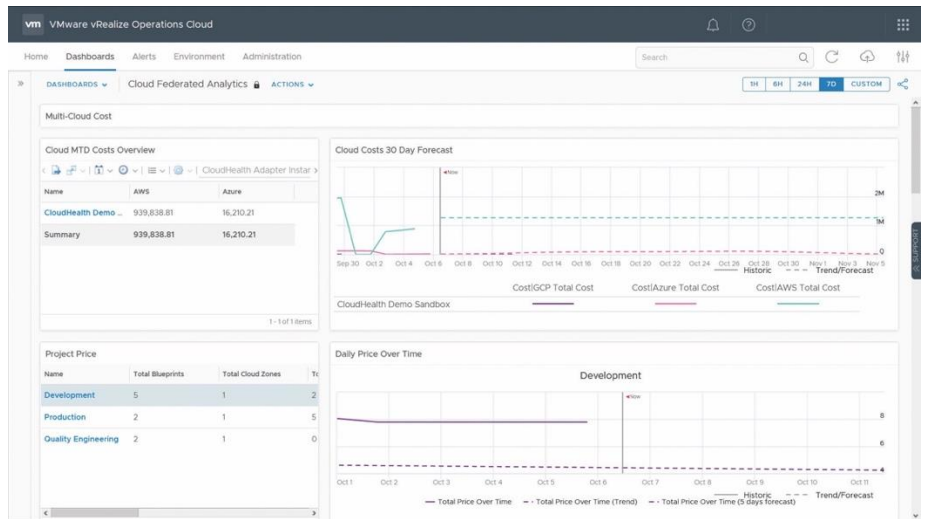 vm VMware vRealize Operations Cloud
Home Dashboards Alerts Environment Administration Search
DASHBOARDS Cloud Federated Analytics ACTIONS 1H 6H 24H 7D CUSTOM
Multi-Cloud Cost
Cloud MTD Costs Overview
CloudHealth Adapter Instar
Name AWS Azure
CloudHealth Demo ... 939,838.81 16,210.21
Summary 939,838.81 16,210.21
1 - 1 of 1 items
Cloud Costs 30 Day Forecast
Now
2M
1M
0
Sep 30 Oct 2 Oct 4 Oct 6 Oct 8 Oct 10 Oct 12 Oct 14 Oct 16 Oct 18 Oct 20 Oct 22 Oct 24 Oct 26 Oct 28 Oct 30 Nov 1 Nov 3 Nov 5
Historic Trend/Forecast
Cost|GCP Total Cost Cost|Azure Total Cost Cost|AWS Total Cost
CloudHealth Demo Sandbox
SUPPORT
Project Price
Name Total Blueprints Total Cloud Zones To
Development 5 1 2
Production 2 1 5
Quality Engineering 2 1 0
Daily Price Over Time
Development
Now
8
6
4
Oct 1 Oct 2 Oct 3 Oct 4 Oct 5 Oct 6 Oct 7 Oct 8 Oct 9 Oct 10 Oct 11
Historic Trend/Forecast
Total Price Over Time Total Price Over Time (Trend) Total Price Over Time (5 days forecast)